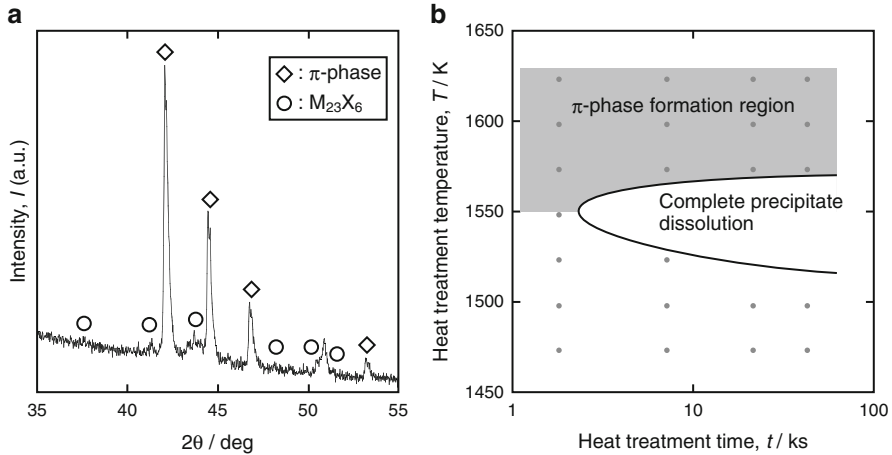 a
Intensity, I (a.u.)
◇ : π-phase
○ : M23X6
35
40
45
50
55
2θ / deg
b
Heat treatment temperature, T / K
1650
1600
1550
1500
1450
π-phase formation region
Complete precipitate
dissolution
1
10
100
Heat treatment time, t / ks